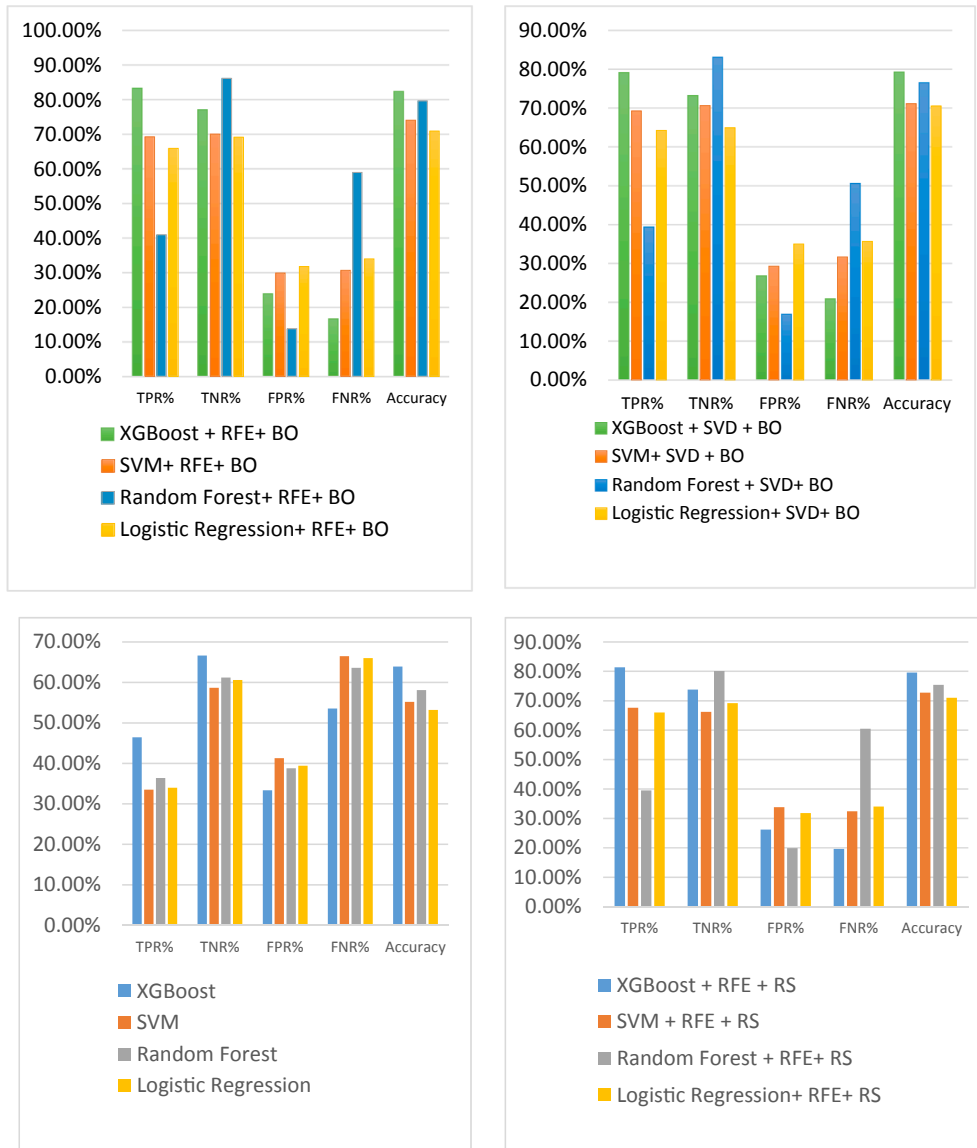 100.00%
90.00%
80.00%
70.00%
60.00%
50.00%
40.00%
30.00%
20.00%
10.00%
0.00%
TPR% TNR% FPR% FNR% Accuracy
XGBoost + RFE+ BO
SVM+ RFE+ BO
Random Forest+ RFE+ BO
Logistic Regression+ RFE+ BO
90.00%
80.00%
70.00%
60.00%
50.00%
40.00%
30.00%
20.00%
10.00%
0.00%
TPR% TNR% FPR% FNR% Accuracy
XGBoost + SVD + BO
SVM+ SVD + BO
Random Forest + SVD+ BO
Logistic Regression+ SVD+ BO
70.00%
60.00%
50.00%
40.00%
30.00%
20.00%
10.00%
0.00%
TPR% TNR% FPR% FNR% Accuracy
XGBoost
SVM
Random Forest
Logistic Regression
90.00%
80.00%
70.00%
60.00%
50.00%
40.00%
30.00%
20.00%
10.00%
0.00%
TPR% TNR% FPR% FNR% Accuracy
XGBoost + RFE + RS
SVM + RFE + RS
Random Forest + RFE+ RS
Logistic Regression+ RFE+ RS